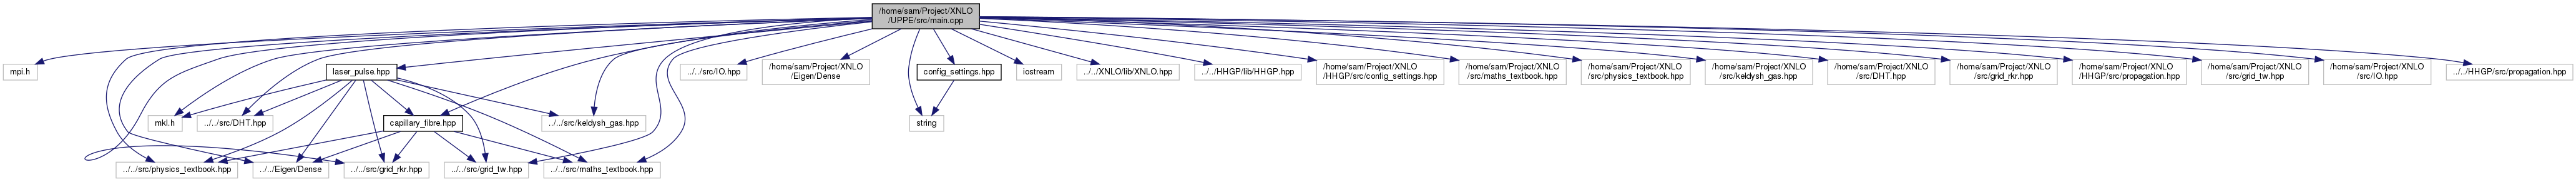 /home/sam/Project/XNLO
/UPPE/src/main.cpp
mpi.h
laser_pulse.hpp
../../src/IO.hpp
/home/sam/Project/XNLO
/Eigen/Dense
config_settings.hpp
iostream
../../XNLO/lib/XNLO.hpp
../../HHGP/lib/HHGP.hpp
/home/sam/Project/XNLO
/HHGP/src/config_settings.hpp
/home/sam/Project/XNLO
/src/maths_textbook.hpp
/home/sam/Project/XNLO
/src/physics_textbook.hpp
/home/sam/Project/XNLO
/src/keldysh_gas.hpp
/home/sam/Project/XNLO
/src/DHT.hpp
/home/sam/Project/XNLO
/src/grid_rkr.hpp
/home/sam/Project/XNLO
/HHGP/src/propagation.hpp
/home/sam/Project/XNLO
/src/grid_tw.hpp
/home/sam/Project/XNLO
/src/IO.hpp
../../HHGP/src/propagation.hpp
mkl.h
../../src/DHT.hpp
capillary_fibre.hpp
../../src/keldysh_gas.hpp
string
../../src/physics_textbook.hpp
../../Eigen/Dense
../../src/grid_rkr.hpp
../../src/grid_tw.hpp
../../src/maths_textbook.hpp